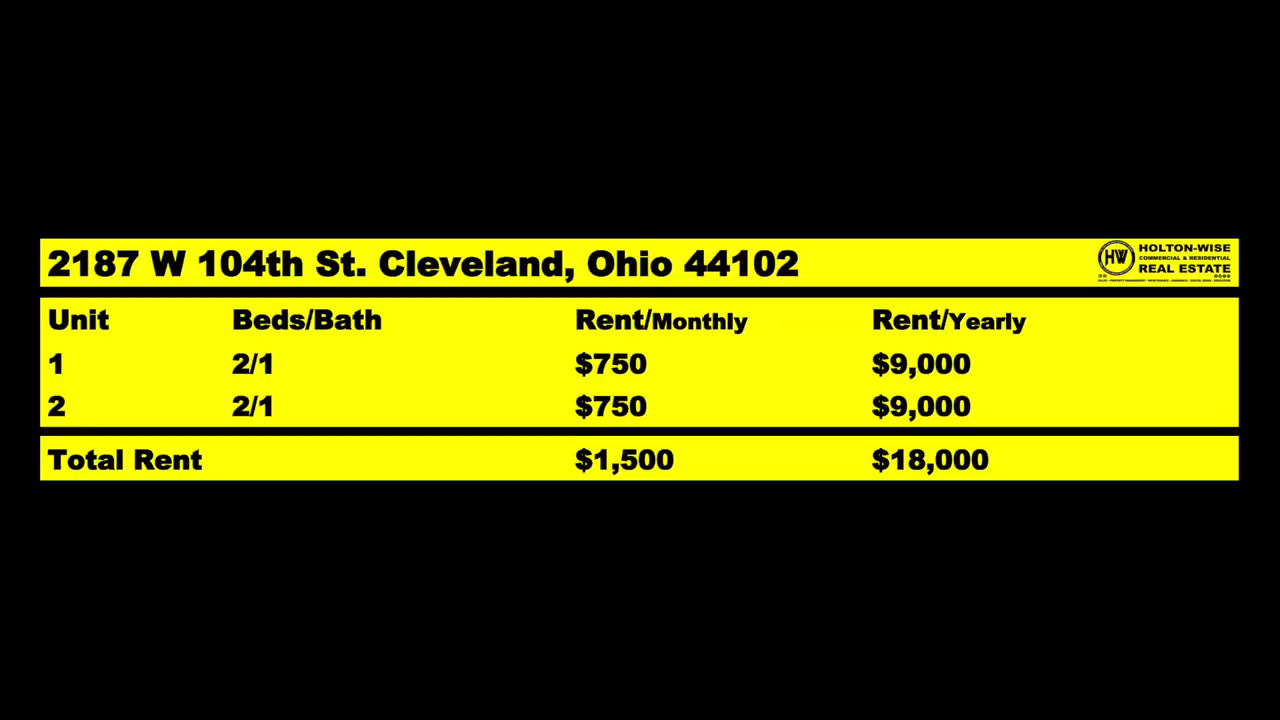 2187 W 104th St. Cleveland, Ohio 44102
HOLTON-WISE
COMMERCIAL & RESIDENTIAL
REAL ESTATE
HW
Unit Beds/Bath Rent/Monthly Rent/Yearly
1 2/1 $750 $9,000
2 2/1 $750 $9,000
Total Rent $1,500 $18,000